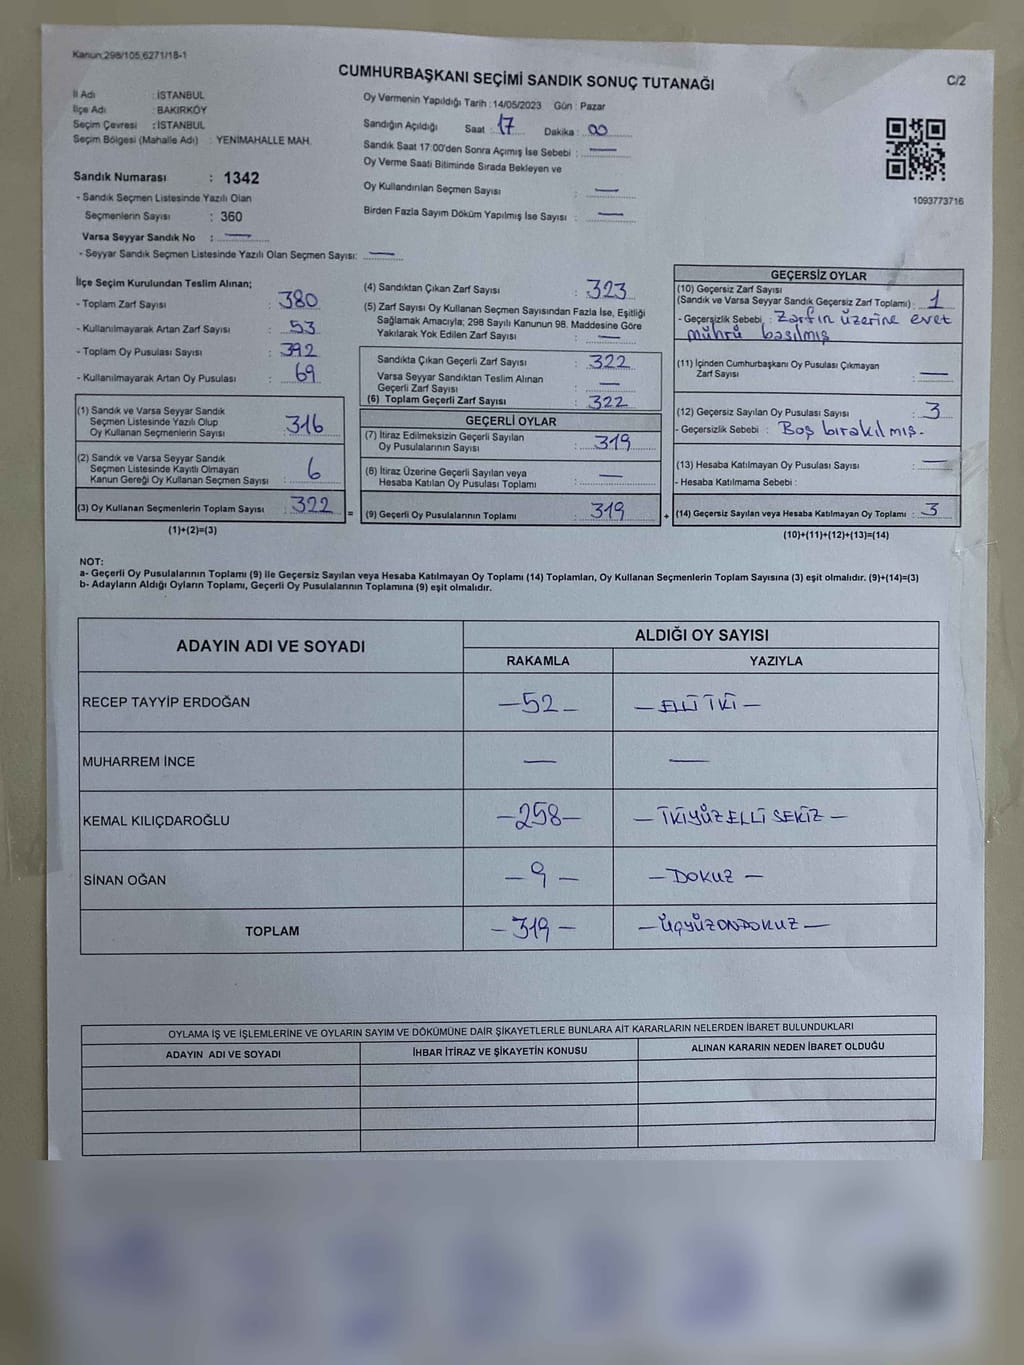 Kanun,298/105,6271/18-1
CUMHURBAŞKANI SEÇİMİ SANDIK SONUÇ TUTANAĞI
C/2
İl Adı : İSTANBUL
İlçe Adı : BAKIRKÖY
Seçim Çevresi : İSTANBUL
Seçim Bölgesi (Mahalle Adı) : YENİMAHALLE MAH.
Sandık Numarası : 1342
- Sandık Seçmen Listesinde Yazılı Olan
Seçmenlerin Sayısı : 360
Varsa Seyyar Sandık No : —
- Seyyar Sandık Seçmen Listesinde Yazılı Olan Seçmen Sayısı: —
Oy Vermenin Yapıldığı Tarih : 14/05/2023 Gün : Pazar
Sandığın Açıldığı Saat : 17 Dakika : 00
Sandık Saat 17:00'den Sonra Açımış İse Sebebi : —
Oy Verme Saati Bitiminde Sırada Bekleyen ve
Oy Kullandırılan Seçmen Sayısı : —
Birden Fazla Sayım Döküm Yapılmış İse Sayısı : —
1093773716
İlçe Seçim Kurulundan Teslim Alınan;
- Toplam Zarf Sayısı : 380
- Kullanılmayarak Artan Zarf Sayısı : 53
- Toplam Oy Pusulası Sayısı : 392
- Kullanılmayarak Artan Oy Pusulası : 69
(1) Sandık ve Varsa Seyyar Sandık
Seçmen Listesinde Yazılı Olup
Oy Kullanan Seçmenlerin Sayısı : 316
(2) Sandık ve Varsa Seyyar Sandık
Seçmen Listesinde Kayıtlı Olmayan
Kanun Gereği Oy Kullanan Seçmen Sayısı : 6
(3) Oy Kullanan Seçmenlerin Toplam Sayısı : 322
(1)+(2)=(3)
(4) Sandıktan Çıkan Zarf Sayısı : 323
(5) Zarf Sayısı Oy Kullanan Seçmen Sayısından Fazla İse, Eşitliği
Sağlamak Amacıyla; 298 Sayılı Kanunun 98. Maddesine Göre
Yakılarak Yok Edilen Zarf Sayısı : —
Sandıkta Çıkan Geçerli Zarf Sayısı : 322
Varsa Seyyar Sandıktan Teslim Alınan
Geçerli Zarf Sayısı : —
(6) Toplam Geçerli Zarf Sayısı : 322
GEÇERLİ OYLAR
(7) İtiraz Edilmeksizin Geçerli Sayılan
Oy Pusulalarının Sayısı : 319
(8) İtiraz Üzerine Geçerli Sayılan veya
Hesaba Katılan Oy Pusulası Toplamı : —
= (9) Geçerli Oy Pusulalarının Toplamı : 319 +
GEÇERSİZ OYLAR
(10) Geçersiz Zarf Sayısı
(Sandık ve Varsa Seyyar Sandık Geçersiz Zarf Toplamı) : 1
- Geçersizlik Sebebi : Zarfın üzerine evet
mührü basılmış
(11) İçinden Cumhurbaşkanı Oy Pusulası Çıkmayan
Zarf Sayısı : —
(12) Geçersiz Sayılan Oy Pusulası Sayısı : 3
- Geçersizlik Sebebi : Boş bırakılmış.
(13) Hesaba Katılmayan Oy Pusulası Sayısı : —
- Hesaba Katılmama Sebebi :
(14) Geçersiz Sayılan veya Hesaba Katılmayan Oy Toplamı : 3
(10)+(11)+(12)+(13)=(14)
NOT:
a- Geçerli Oy Pusulalarının Toplamı (9) ile Geçersiz Sayılan veya Hesaba Katılmayan Oy Toplamı (14) Toplamları, Oy Kullanan Seçmenlerin Toplam Sayısına (3) eşit olmalıdır. (9)+(14)=(3)
b- Adayların Aldığı Oyların Toplamı, Geçerli Oy Pusulalarının Toplamına (9) eşit olmalıdır.
ADAYIN ADI VE SOYADI ALDIĞI OY SAYISI
RAKAMLA YAZIYLA
RECEP TAYYİP ERDOĞAN —52— —ELLİ İKİ—
MUHARREM İNCE — —
KEMAL KILIÇDAROĞLU —258— —İKİYÜZ ELLİ SEKİZ—
SİNAN OĞAN —9— —DOKUZ—
TOPLAM —319— —ÜÇYÜZONDOKUZ—
OYLAMA İŞ VE İŞLEMLERİNE VE OYLARIN SAYIM VE DÖKÜMÜNE DAİR ŞİKAYETLERLE BUNLARA AİT KARARLARIN NELERDEN İBARET BULUNDUKLARI
ADAYIN ADI VE SOYADI İHBAR İTİRAZ VE ŞİKAYETİN KONUSU ALINAN KARARIN NEDEN İBARET OLDUĞU